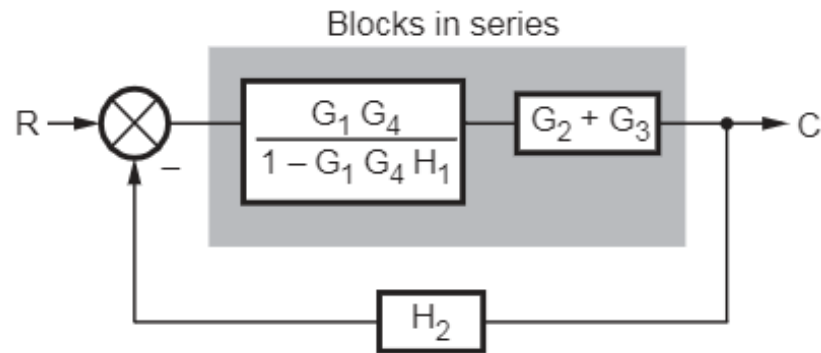 Blocks in series
R
G₁ G₄
1 – G₁ G₄ H₁
G₂ + G₃
C
–
H₂